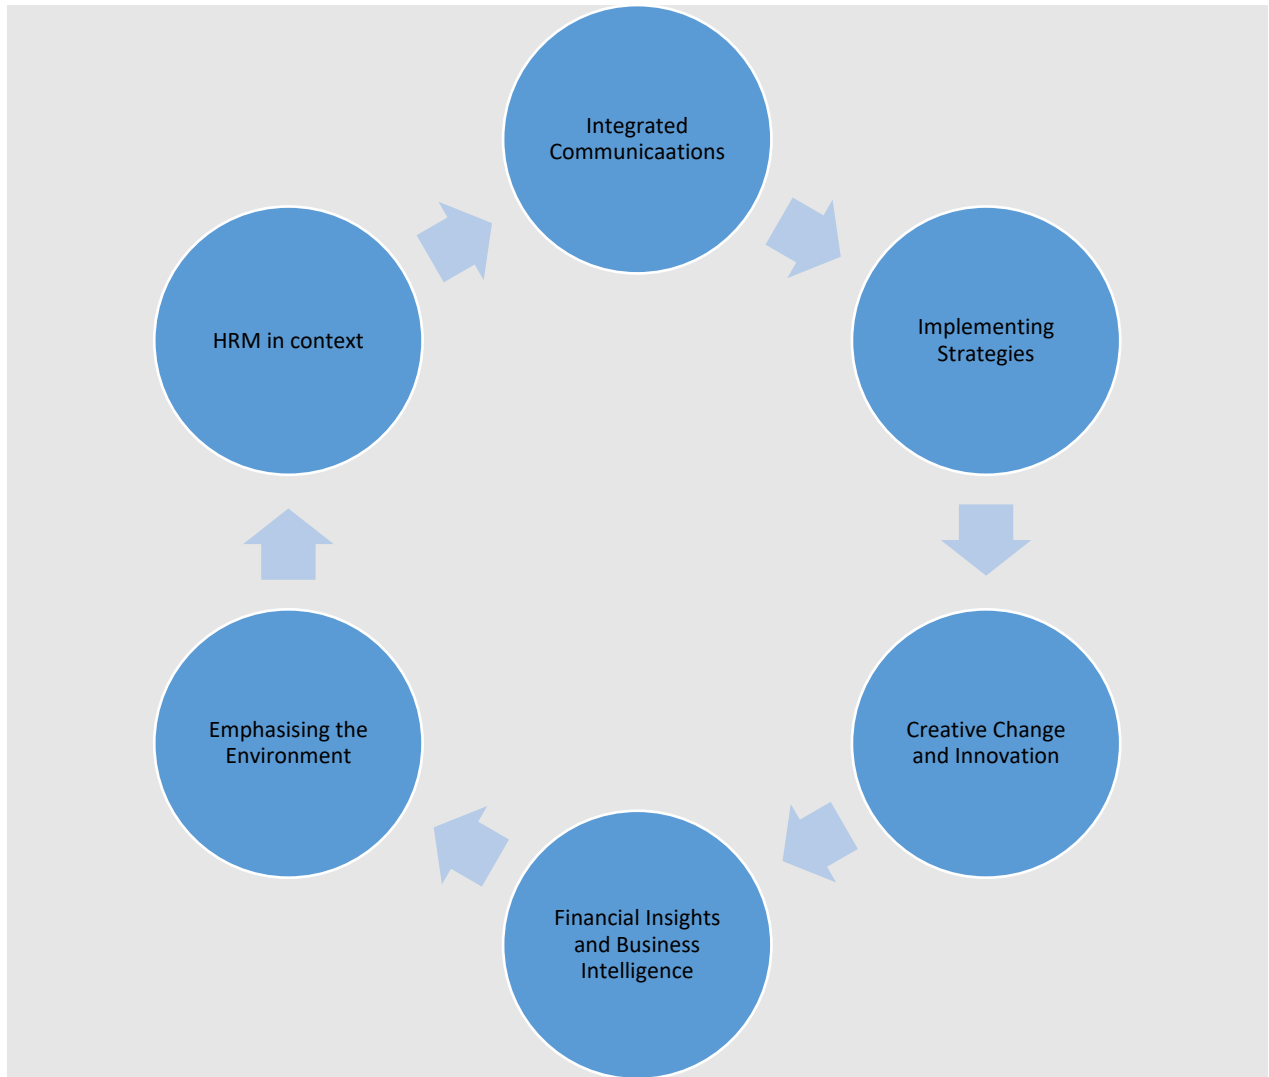 Integrated
Communicaations
Implementing
Strategies
Creative Change
and Innovation
Financial Insights
and Business
Intelligence
Emphasising the
Environment
HRM in context